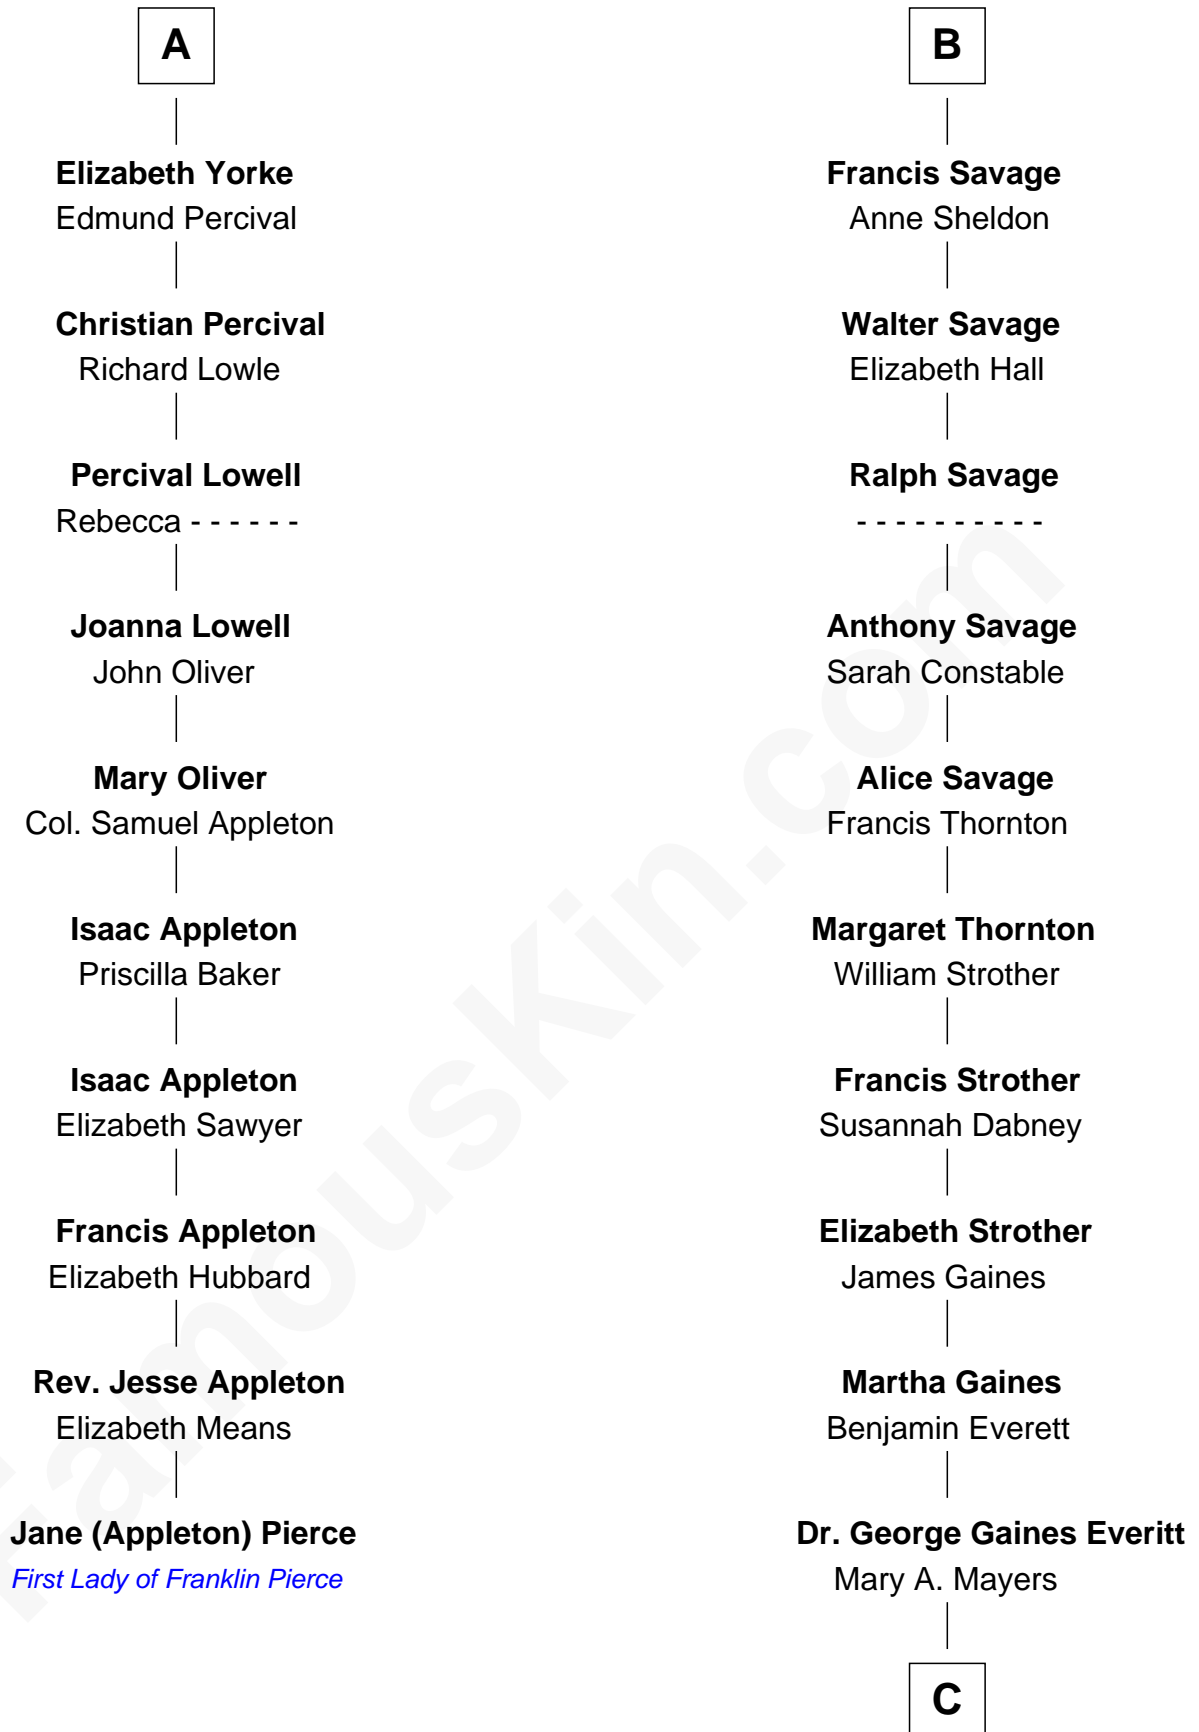 A
Elizabeth Yorke
Edmund Percival
Christian Percival
Richard Lowle
Percival Lowell
Rebecca - - - - - -
Joanna Lowell
John Oliver
Mary Oliver
Col. Samuel Appleton
Isaac Appleton
Priscilla Baker
Isaac Appleton
Elizabeth Sawyer
Francis Appleton
Elizabeth Hubbard
Rev. Jesse Appleton
Elizabeth Means
Jane (Appleton) Pierce
First Lady of Franklin Pierce
B
Francis Savage
Anne Sheldon
Walter Savage
Elizabeth Hall
Ralph Savage
- - - - - - - - - -
Anthony Savage
Sarah Constable
Alice Savage
Francis Thornton
Margaret Thornton
William Strother
Francis Strother
Susannah Dabney
Elizabeth Strother
James Gaines
Martha Gaines
Benjamin Everett
Dr. George Gaines Everitt
Mary A. Mayers
C
FamousKin.com